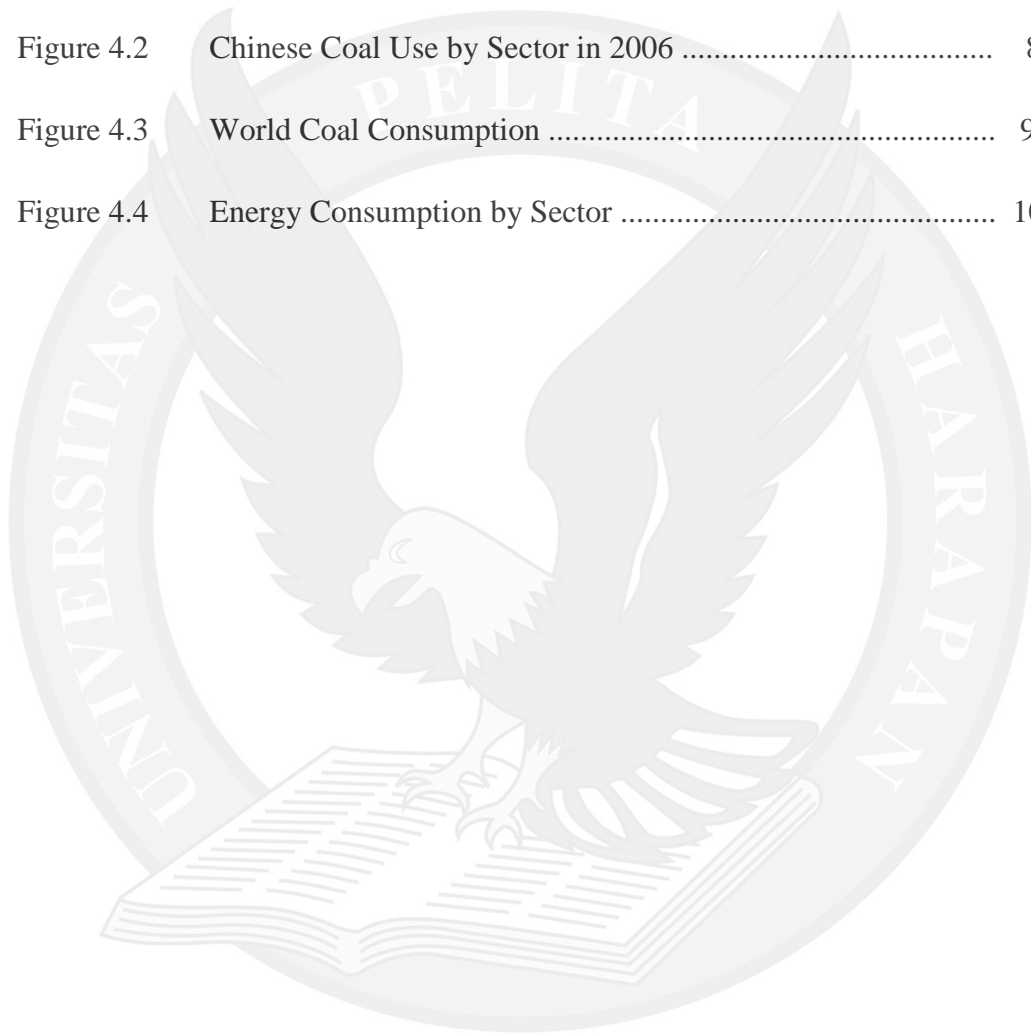 Figure 4.2 Chinese Coal Use by Sector in 2006 ......................................
Figure 4.3 World Coal Consumption .......................................................
Figure 4.4 Energy Consumption by Sector ..............................................
UNIVERSITAS PELITA HARAPAN